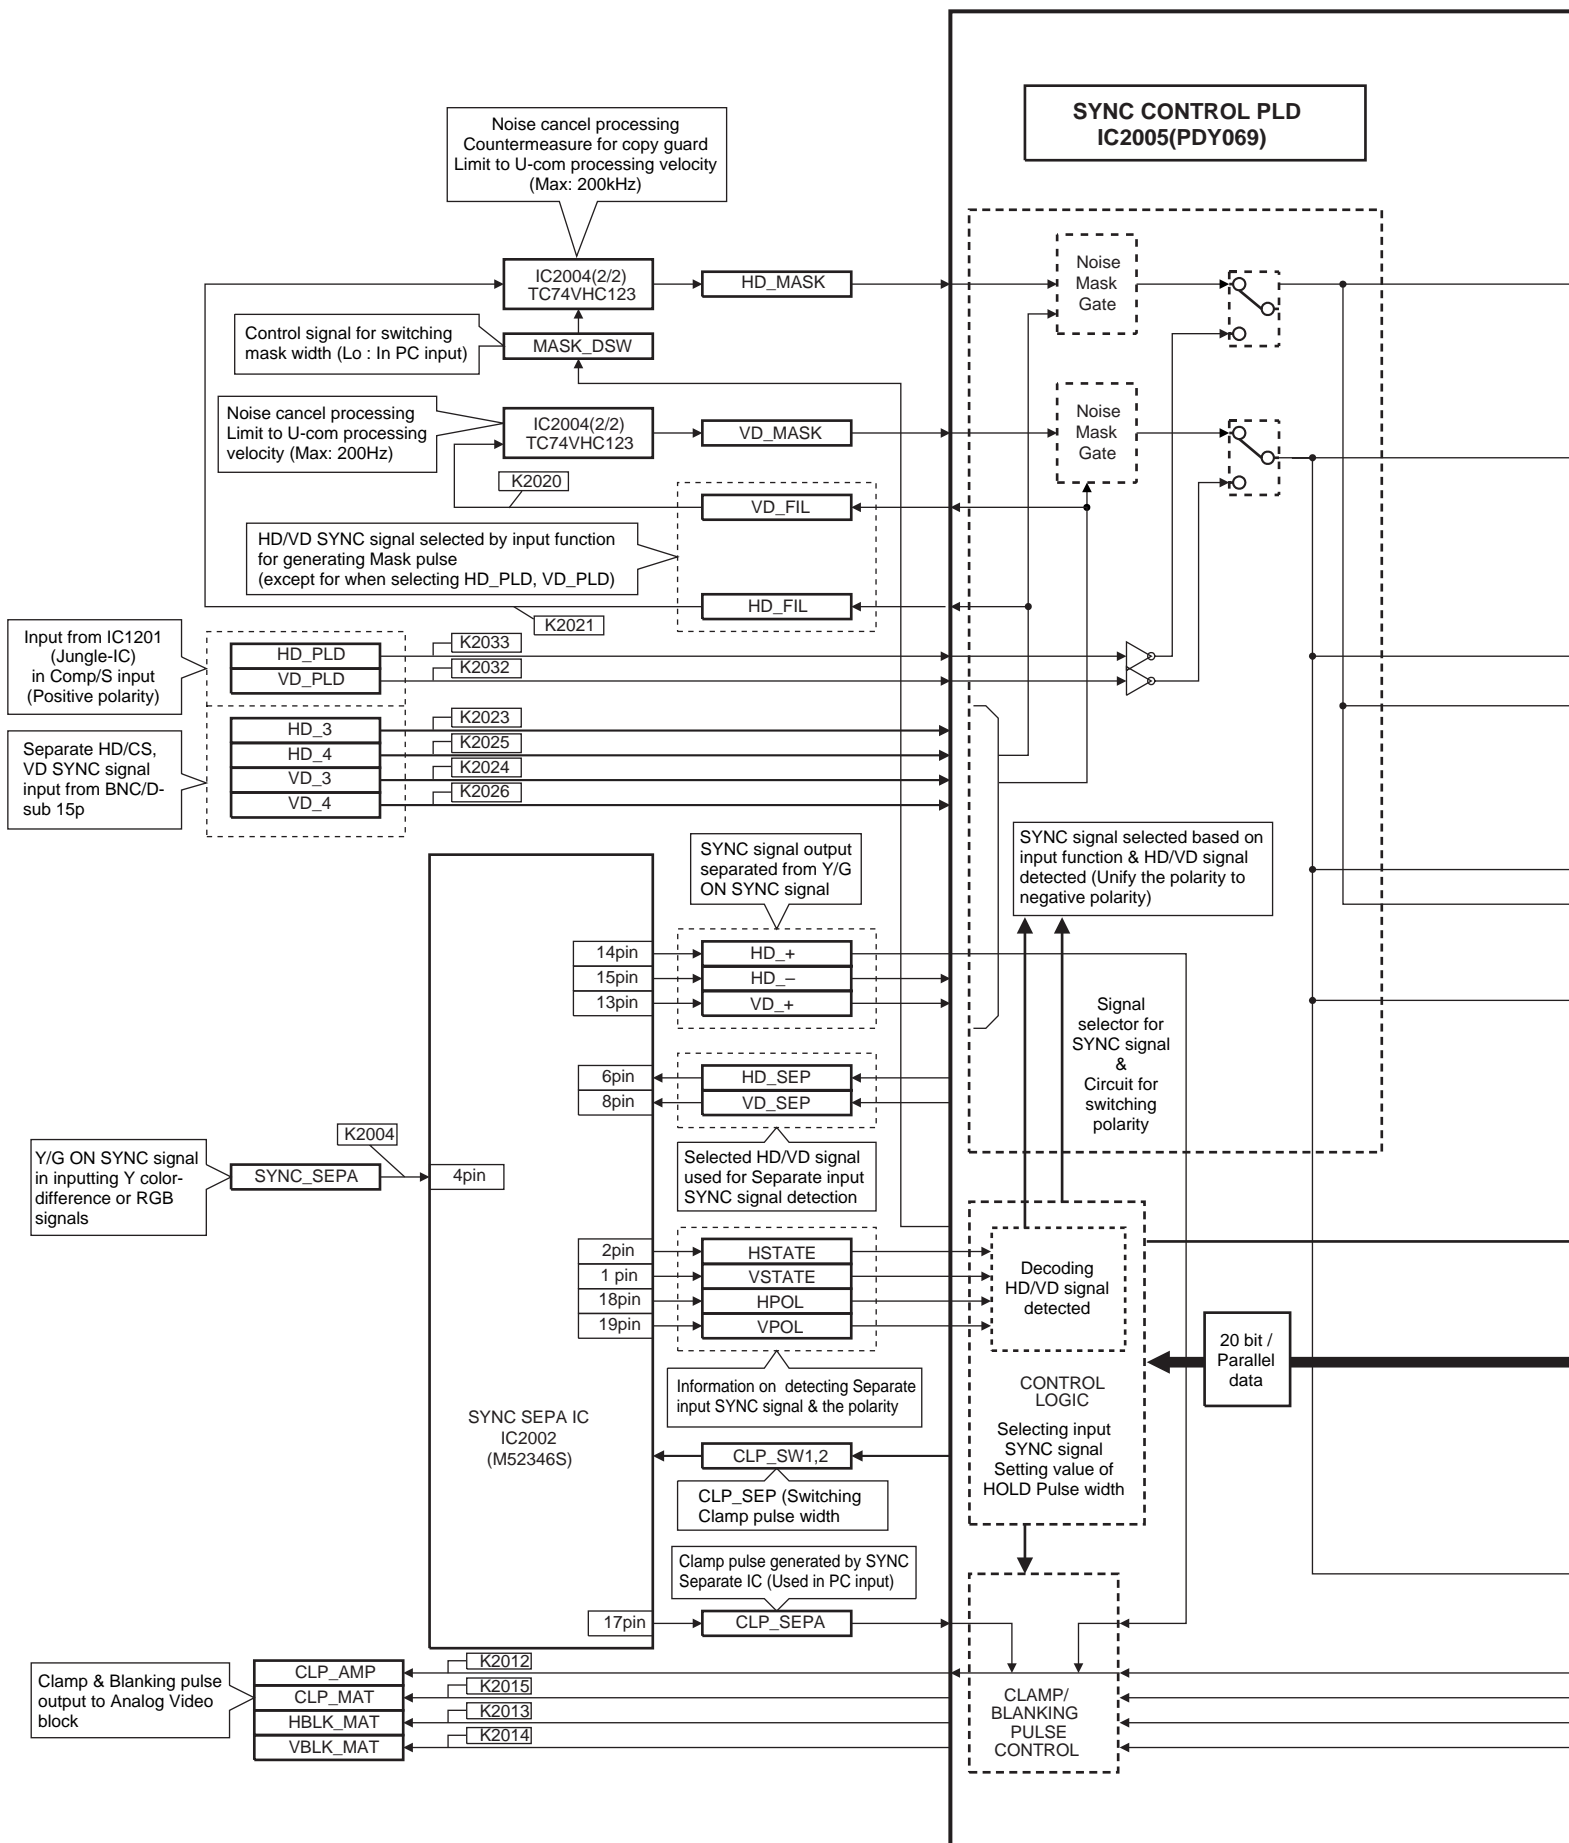 SYNC CONTROL PLD
IC2005(PDY069)
Noise cancel processing
Countermeasure for copy guard
Limit to U-com processing velocity
(Max: 200kHz)
IC2004(2/2)
TC74VHC123
HD_MASK
Noise
Mask
Gate
Control signal for switching
mask width (Lo : In PC input)
MASK_DSW
Noise cancel processing
Limit to U-com processing
velocity (Max: 200Hz)
IC2004(2/2)
TC74VHC123
VD_MASK
Noise
Mask
Gate
K2020
VD_FIL
HD/VD SYNC signal selected by input function
for generating Mask pulse
(except for when selecting HD_PLD, VD_PLD)
HD_FIL
K2021
Input from IC1201
(Jungle-IC)
in Comp/S input
(Positive polarity)
HD_PLD
VD_PLD
K2033
K2032
Separate HD/CS,
VD SYNC signal
input from BNC/D-
sub 15p
HD_3
HD_4
VD_3
VD_4
K2023
K2025
K2024
K2026
SYNC signal output
separated from Y/G
ON SYNC signal
SYNC signal selected based on
input function & HD/VD signal
detected (Unify the polarity to
negative polarity)
14pin
15pin
13pin
HD_+
HD_–
VD_+
Signal
selector for
SYNC signal
&
Circuit for
switching
polarity
6pin
8pin
HD_SEP
VD_SEP
Selected HD/VD signal
used for Separate input
SYNC signal detection
K2004
Y/G ON SYNC signal
in inputting Y color-
difference or RGB
signals
SYNC_SEPA
4pin
2pin
1 pin
18pin
19pin
HSTATE
VSTATE
HPOL
VPOL
Decoding
HD/VD signal
detected
20 bit /
Parallel
data
Information on detecting Separate
input SYNC signal & the polarity
CONTROL
LOGIC
Selecting input
SYNC signal
Setting value of
HOLD Pulse width
SYNC SEPA IC
IC2002
(M52346S)
CLP_SW1,2
CLP_SEP (Switching
Clamp pulse width
Clamp pulse generated by SYNC
Separate IC (Used in PC input)
17pin
CLP_SEPA
Clamp & Blanking pulse
output to Analog Video
block
CLP_AMP
CLP_MAT
HBLK_MAT
VBLK_MAT
K2012
K2015
K2013
K2014
CLAMP/
BLANKING
PULSE
CONTROL